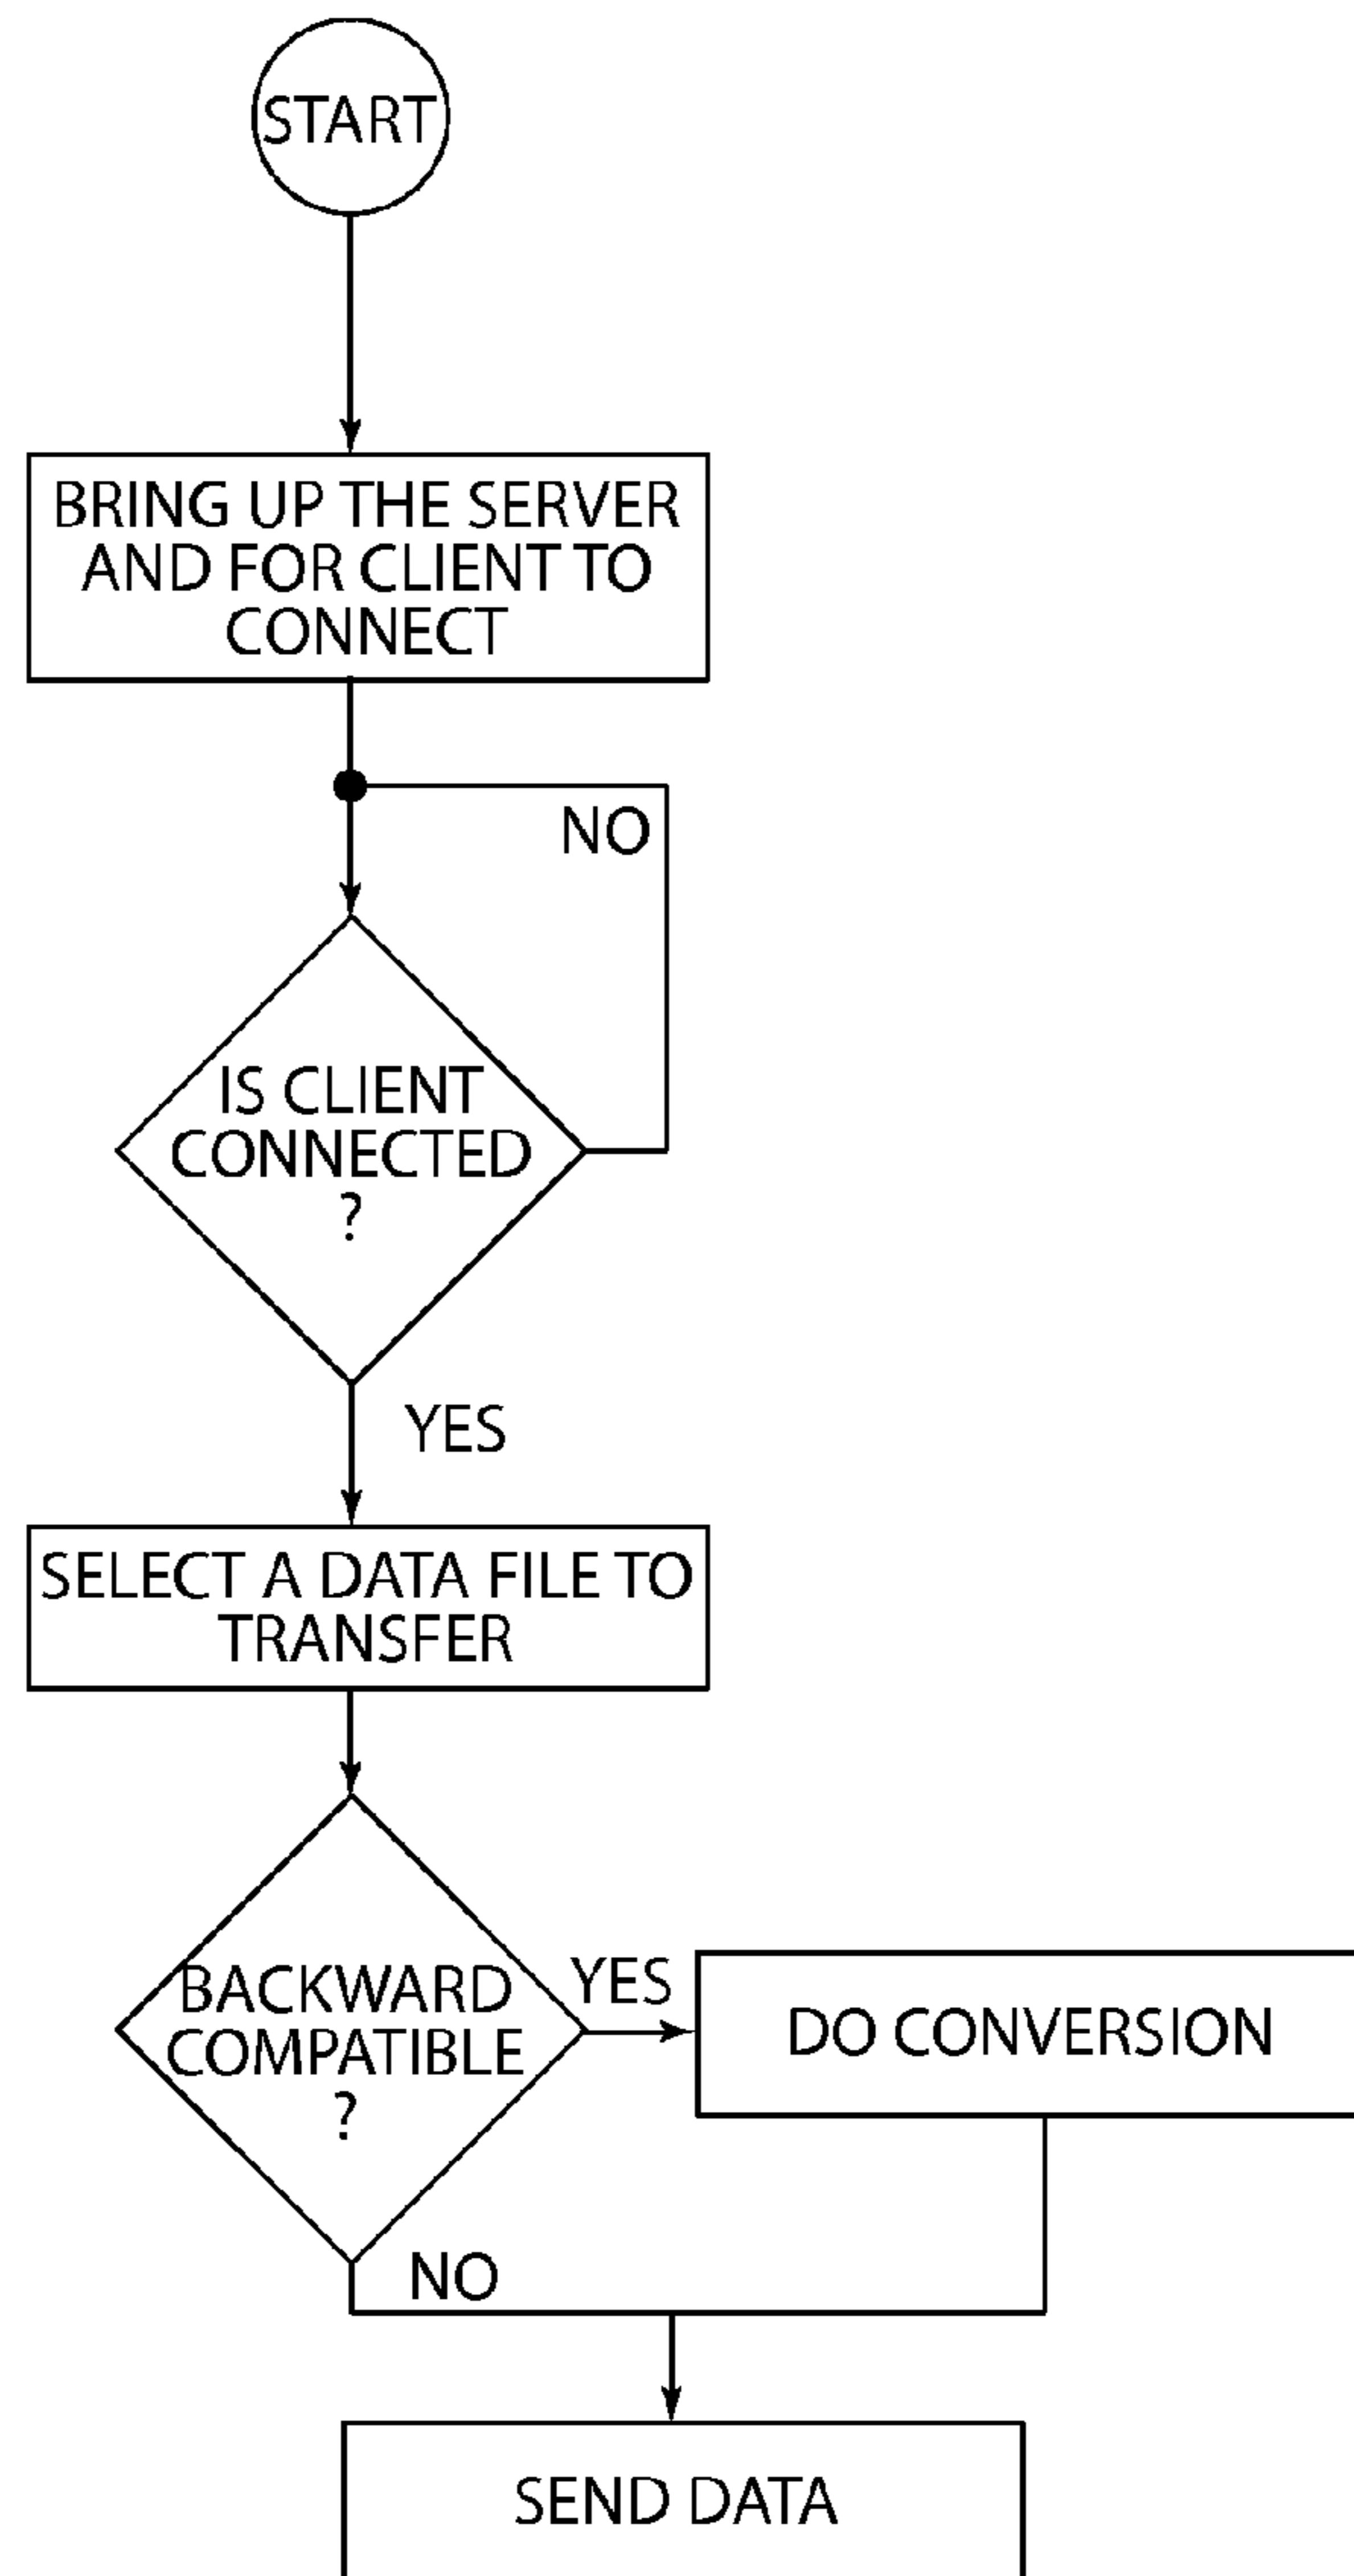 START
BRING UP THE SERVER
AND FOR CLIENT TO
CONNECT
NO
IS CLIENT
CONNECTED
?
YES
SELECT A DATA FILE TO
TRANSFER
BACKWARD
COMPATIBLE
?
YES
DO CONVERSION
NO
SEND DATA